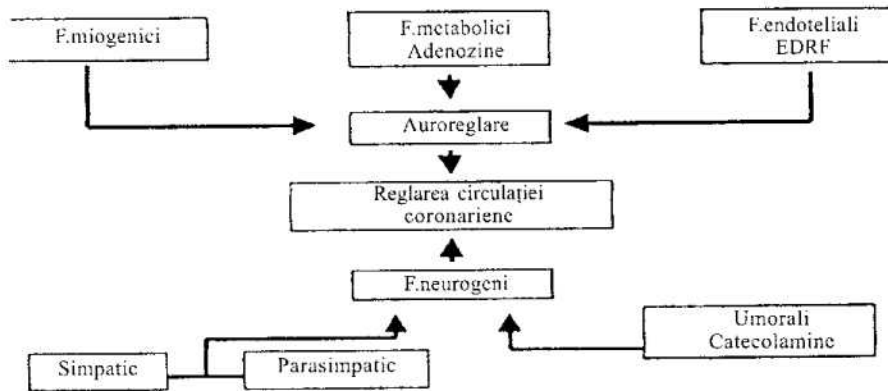 F.miogenici
F.metabolici
Adenozine
F.endoteliali
EDRF
Auroreglare
Reglarea circulației
coronariene
F.neurogeni
Umorali
Catecolamine
Simpatic
Parasimpatic